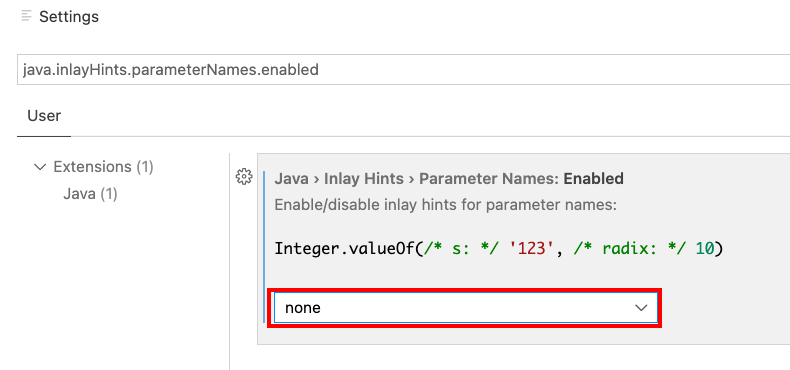 Settings
java.inlayHints.parameterNames.enabled
User
Extensions (1)
Java (1)
Java › Inlay Hints › Parameter Names: Enabled
Enable/disable inlay hints for parameter names:
Integer.valueOf(/* s: */ '123', /* radix: */ 10)
none